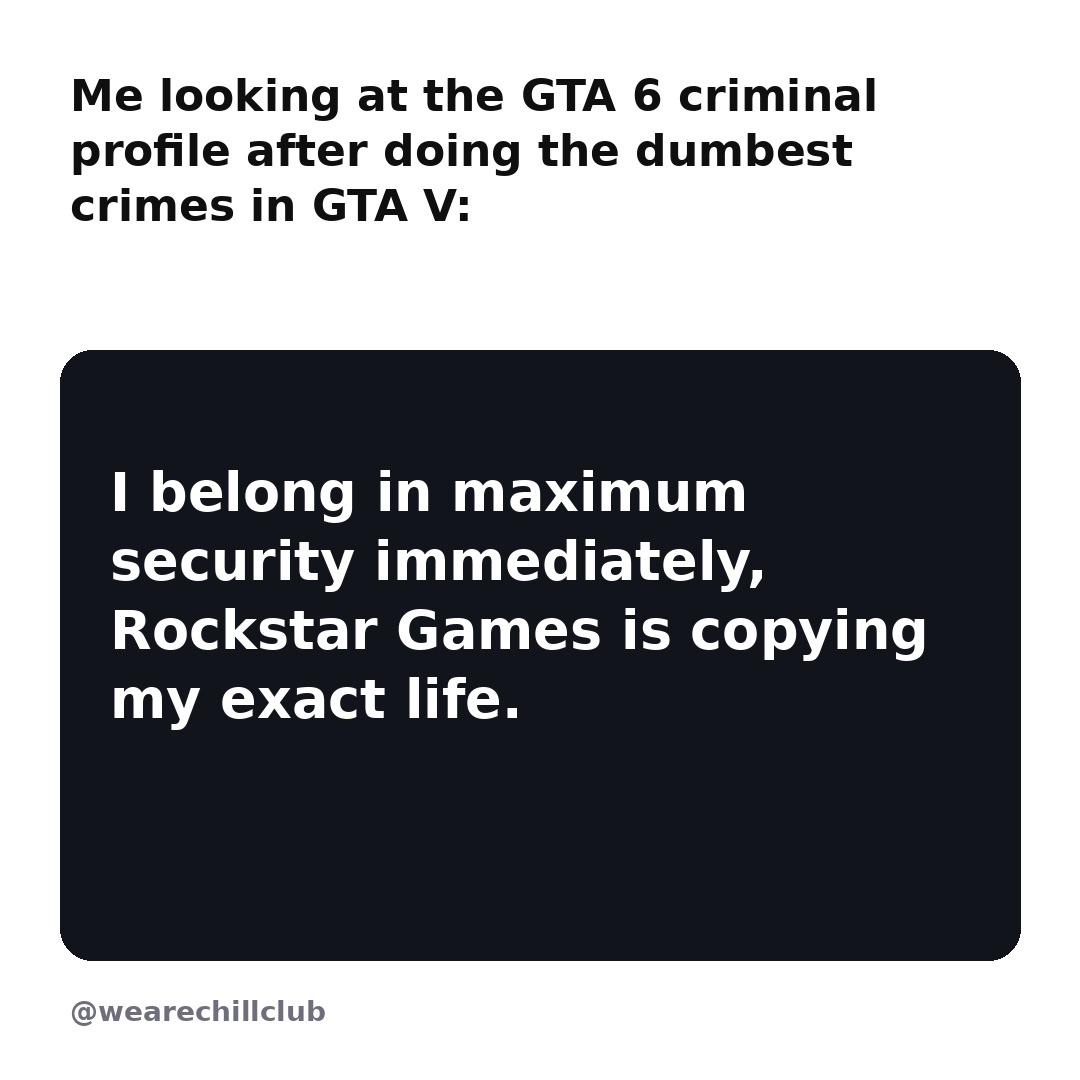 Me looking at the GTA 6 criminal
profile after doing the dumbest
crimes in GTA V:
I belong in maximum
security immediately,
Rockstar Games is copying
my exact life.
@wearechillclub